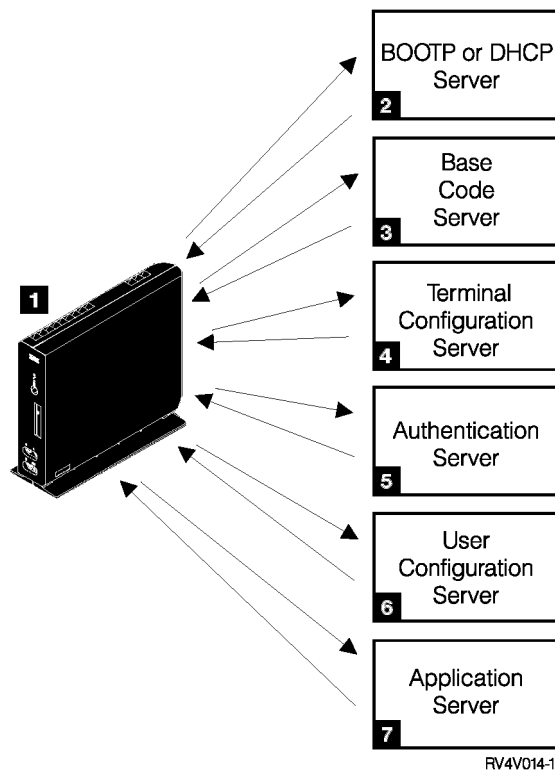 BOOTP or DHCP
Server
2
Base
Code
Server
3
1
Terminal
Configuration
Server
4
Authentication
Server
5
User
Configuration
Server
6
Application
Server
7
RV4V014-1